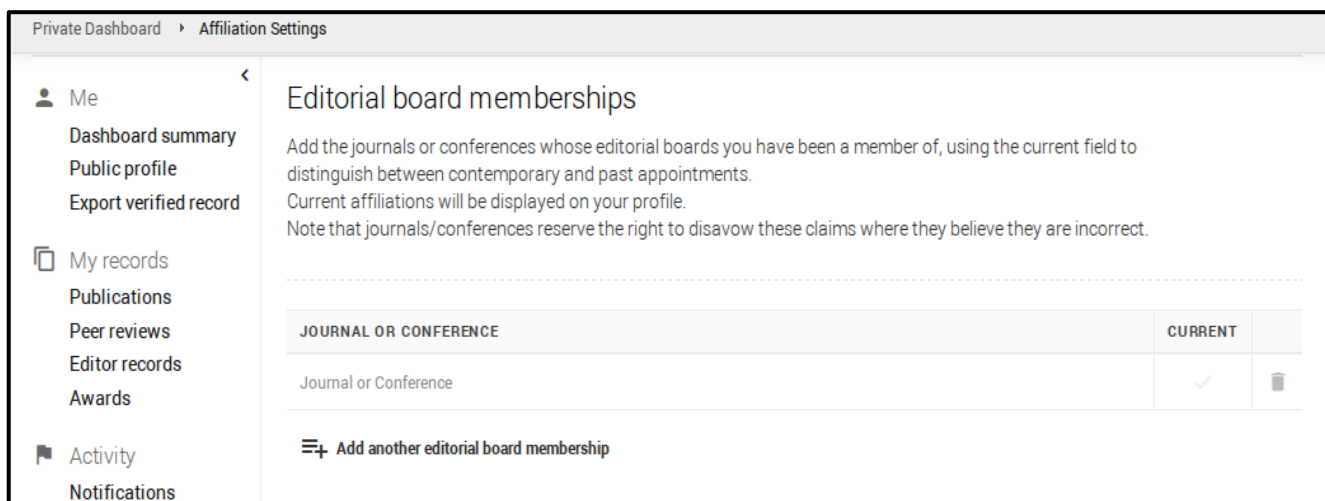 Private Dashboard Affiliation Settings
Me
Dashboard summary
Public profile
Export verified record
My records
Publications
Peer reviews
Editor records
Awards
Activity
Notifications
Editorial board memberships
Add the journals or conferences whose editorial boards you have been a member of, using the current field to
distinguish between contemporary and past appointments.
Current affiliations will be displayed on your profile.
Note that journals/conferences reserve the right to disavow these claims where they believe they are incorrect.
JOURNAL OR CONFERENCE CURRENT
Journal or Conference
Add another editorial board membership